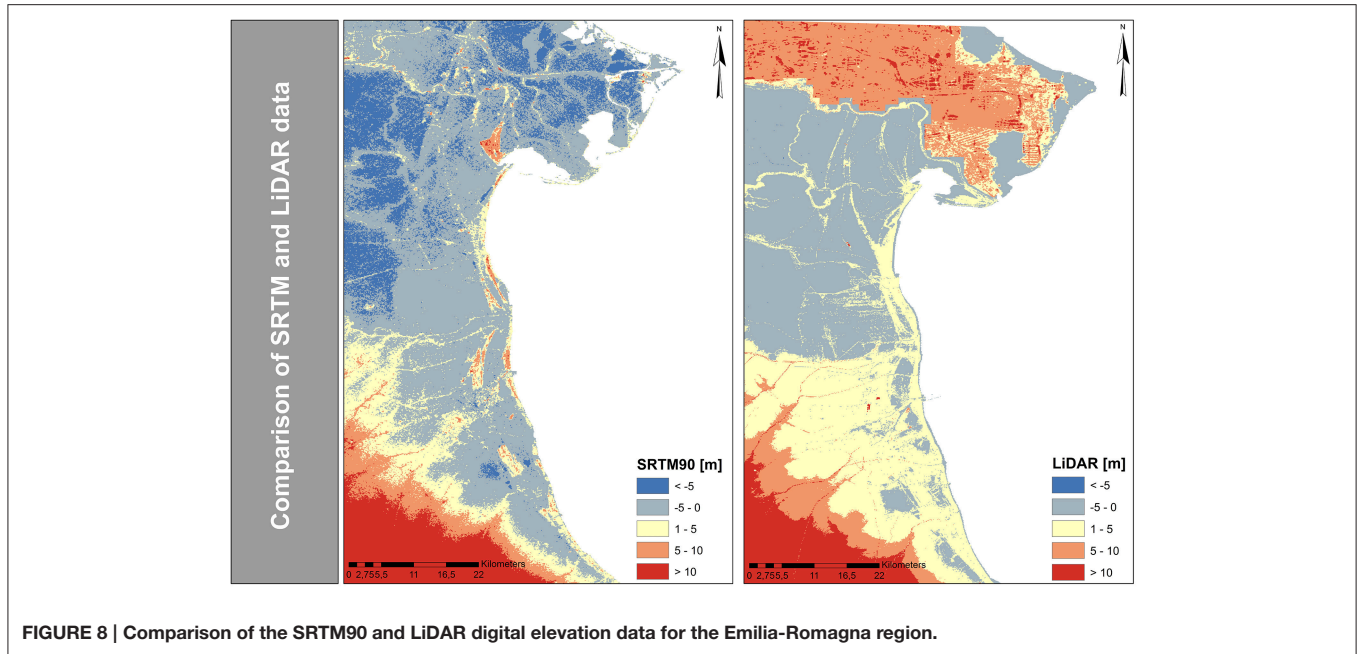 Comparison of SRTM and LiDAR data
N
SRTM90 [m]
< -5
-5 - 0
1 - 5
5 - 10
> 10
Kilometers
0 2,755,5 11 16,5 22
N
LiDAR [m]
< -5
-5 - 0
1 - 5
5 - 10
> 10
Kilometers
0 2,755,5 11 16,5 22
FIGURE 8 | Comparison of the SRTM90 and LiDAR digital elevation data for the Emilia-Romagna region.